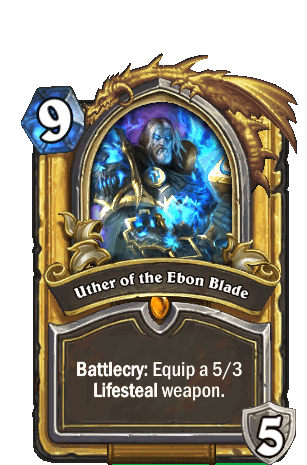 9
Uther of the Ebon Blade
Battlecry: Equip a 5/3
Lifesteal weapon.
5